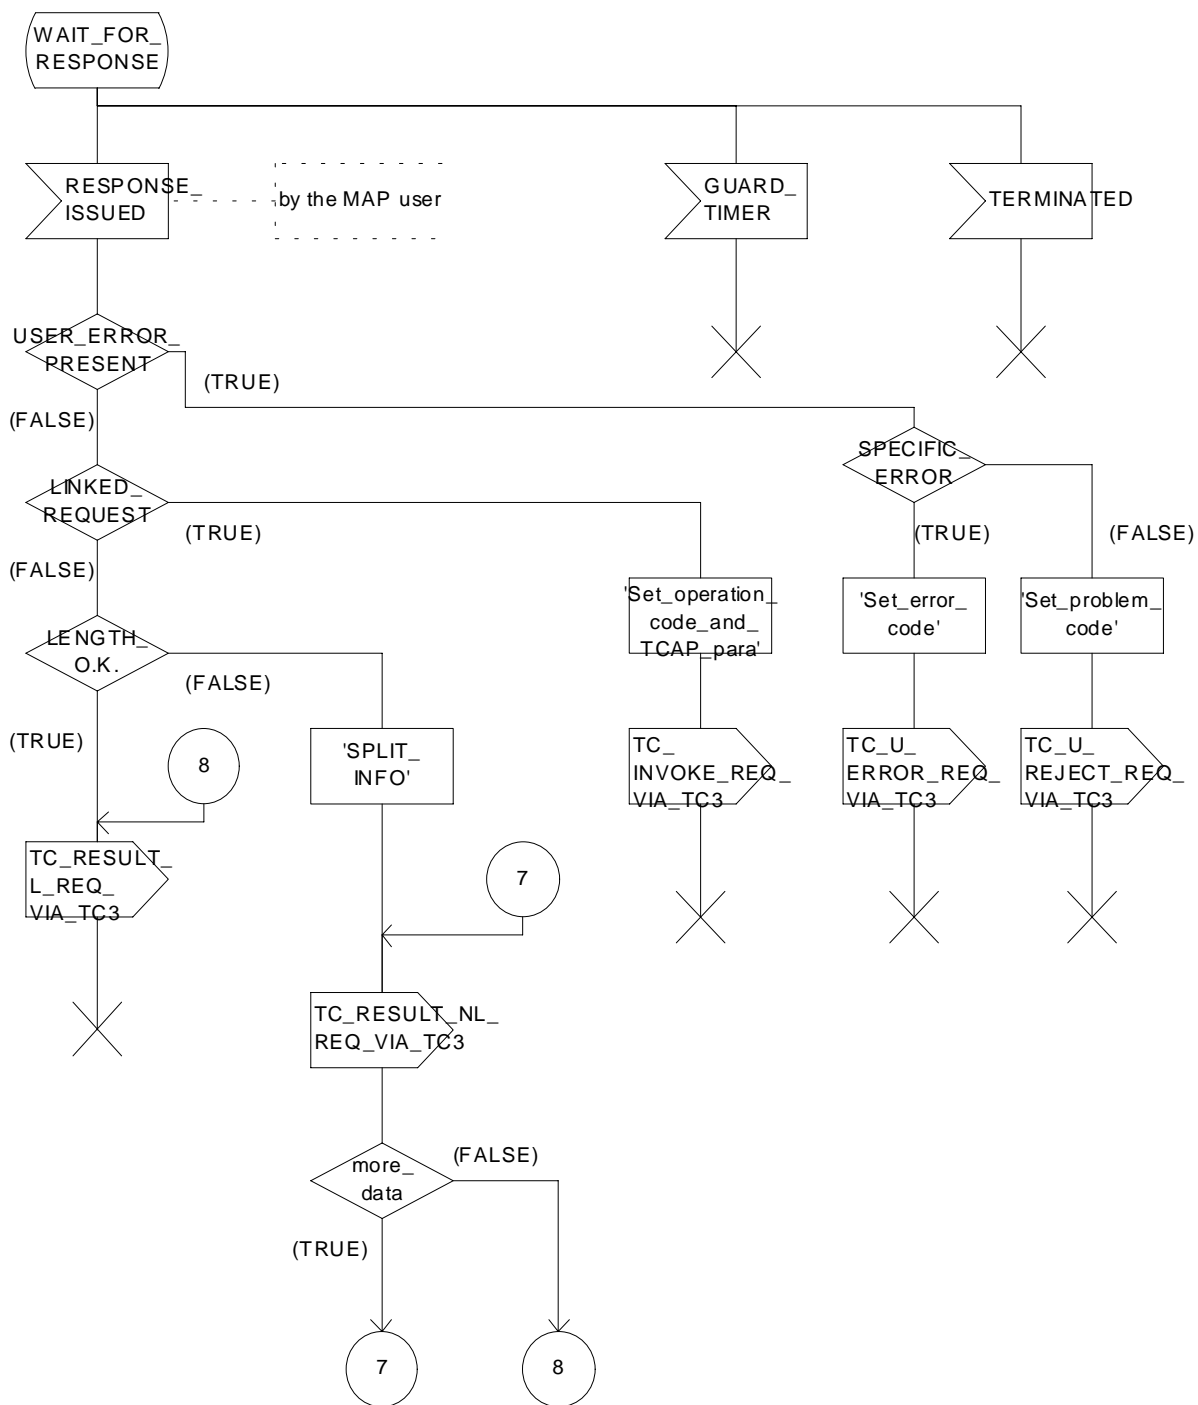 WAIT_FOR_
RESPONSE
RESPONSE_
ISSUED
by the MAP user
GUARD_
TIMER
TERMINATED
USER_ERROR_
PRESENT
(TRUE)
(FALSE)
SPECIFIC_
ERROR
LINKED_
REQUEST
(TRUE)
(TRUE)
(FALSE)
(FALSE)
'Set_operation_
code_and_
TCAP_para'
'Set_error_
code'
'Set_problem_
code'
LENGTH_
O.K.
(FALSE)
(TRUE)
8
'SPLIT_
INFO'
TC_
INVOKE_REQ_
VIA_TC3
TC_U_
ERROR_REQ_
VIA_TC3
TC_U_
REJECT_REQ_
VIA_TC3
TC_RESULT_
L_REQ_
VIA_TC3
7
TC_RESULT_NL_
REQ_VIA_TC3
more_
data
(FALSE)
(TRUE)
7
8